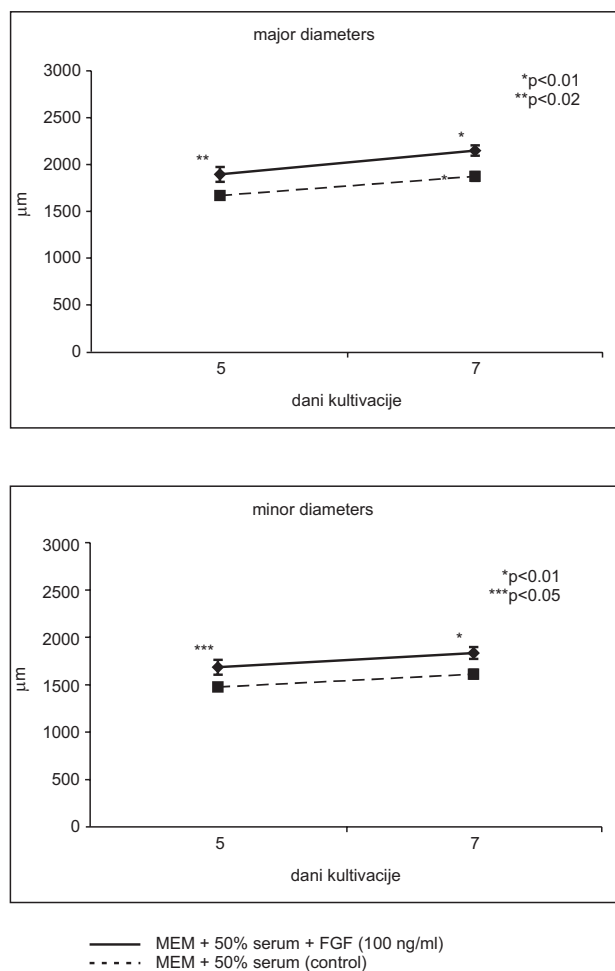 major diameters
3000
*p<0.01
**p<0.02
2500
*
**
2000
*
1500
μm
1000
500
0
5 7
dani kultivacije
minor diameters
3000
*p<0.01
***p<0.05
2500
*
***
2000
1500
μm
1000
500
0
5 7
dani kultivacije
MEM + 50% serum + FGF (100 ng/ml)
MEM + 50% serum (control)